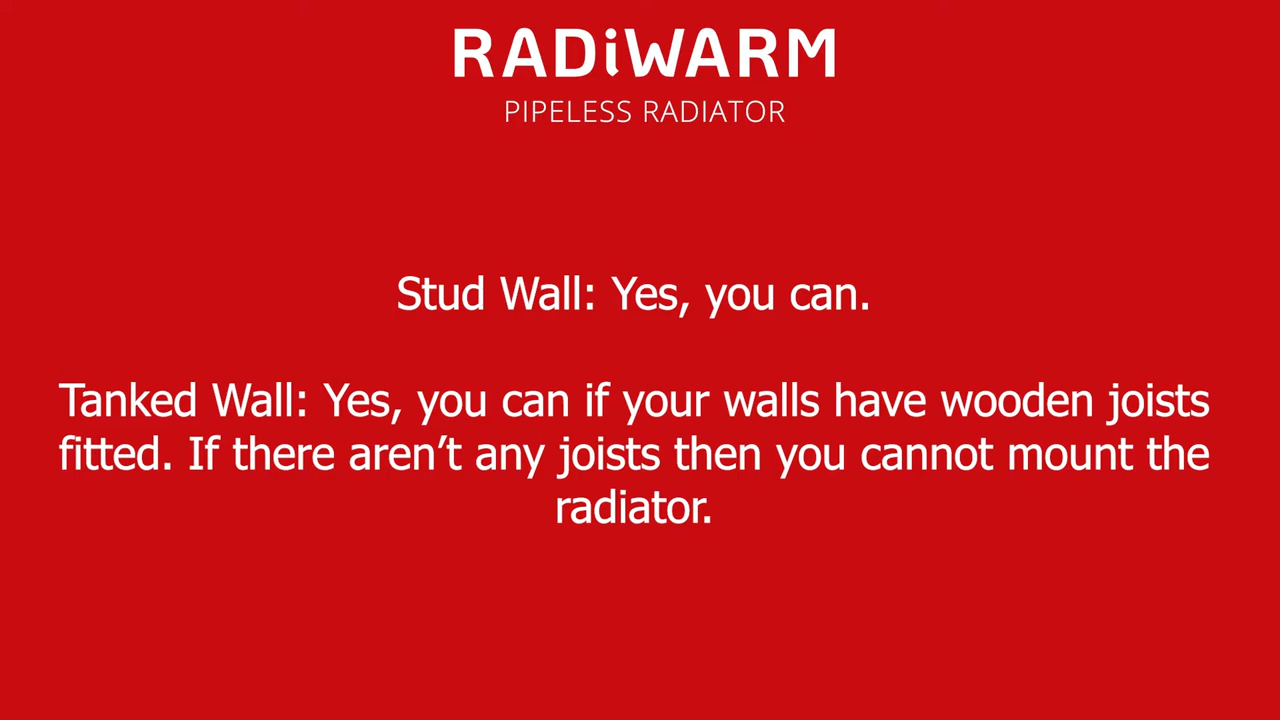 RADiWARM
PIPELESS RADIATOR
Stud Wall: Yes, you can.
Tanked Wall: Yes, you can if your walls have wooden joists
fitted. If there aren’t any joists then you cannot mount the
radiator.